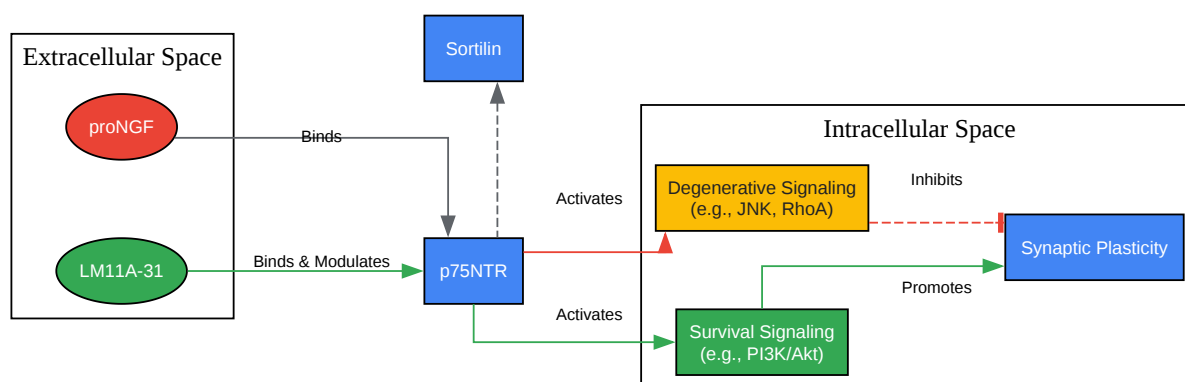 Sortilin
Extracellular Space
proNGF
Binds
LM11A-31
Binds & Modulates
p75NTR
Intracellular Space
Activates
Degenerative Signaling
(e.g., JNK, RhoA)
Inhibits
Synaptic Plasticity
Promotes
Activates
Survival Signaling
(e.g., PI3K/Akt)